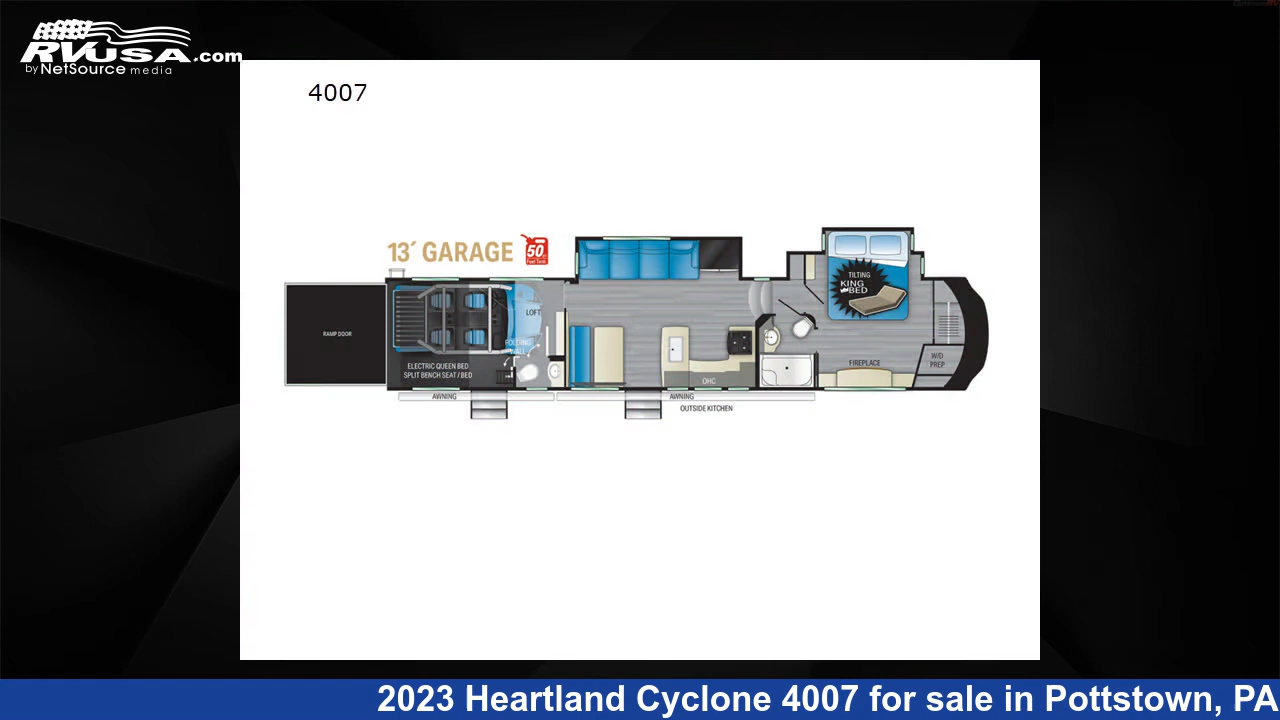 RVUSA.com
by NetSource media
4007
13´ GARAGE
50
Fuel Tank
TILTING
KING
BED
LOFT
RAMP DOOR
FOLDING
WALL
ELECTRIC QUEEN BED
SPLIT BENCH SEAT / BED
W/D
PREP
FIREPLACE
OHC
AWNING
AWNING
OUTSIDE KITCHEN
2023 Heartland Cyclone 4007 for sale in Pottstown, PA